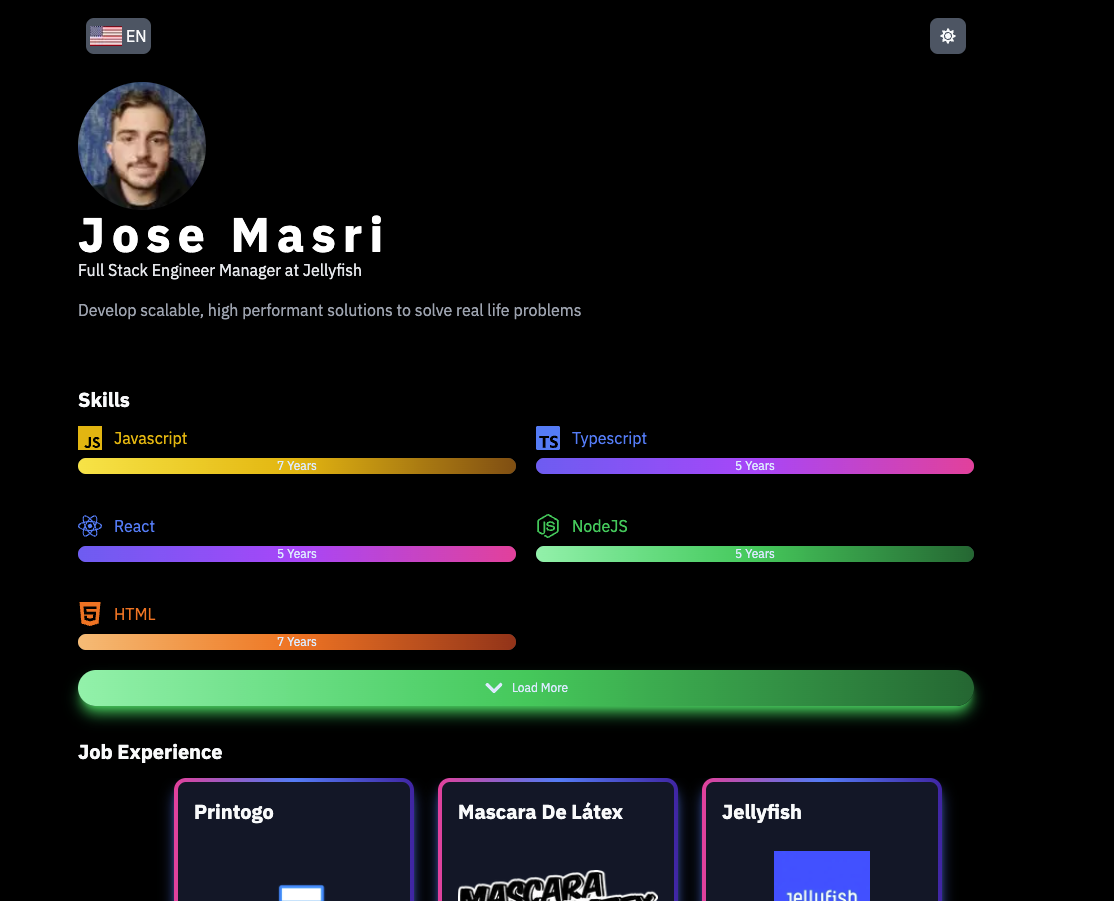 EN
Jose Masri
Full Stack Engineer Manager at Jellyfish
Develop scalable, high performant solutions to solve real life problems
Skills
JS Javascript
TS Typescript
7 Years
5 Years
React
JS NodeJS
5 Years
5 Years
5 HTML
7 Years
Load More
Job Experience
Printogo
Mascara De Látex
Jellyfish
MASCARA
jellyfish